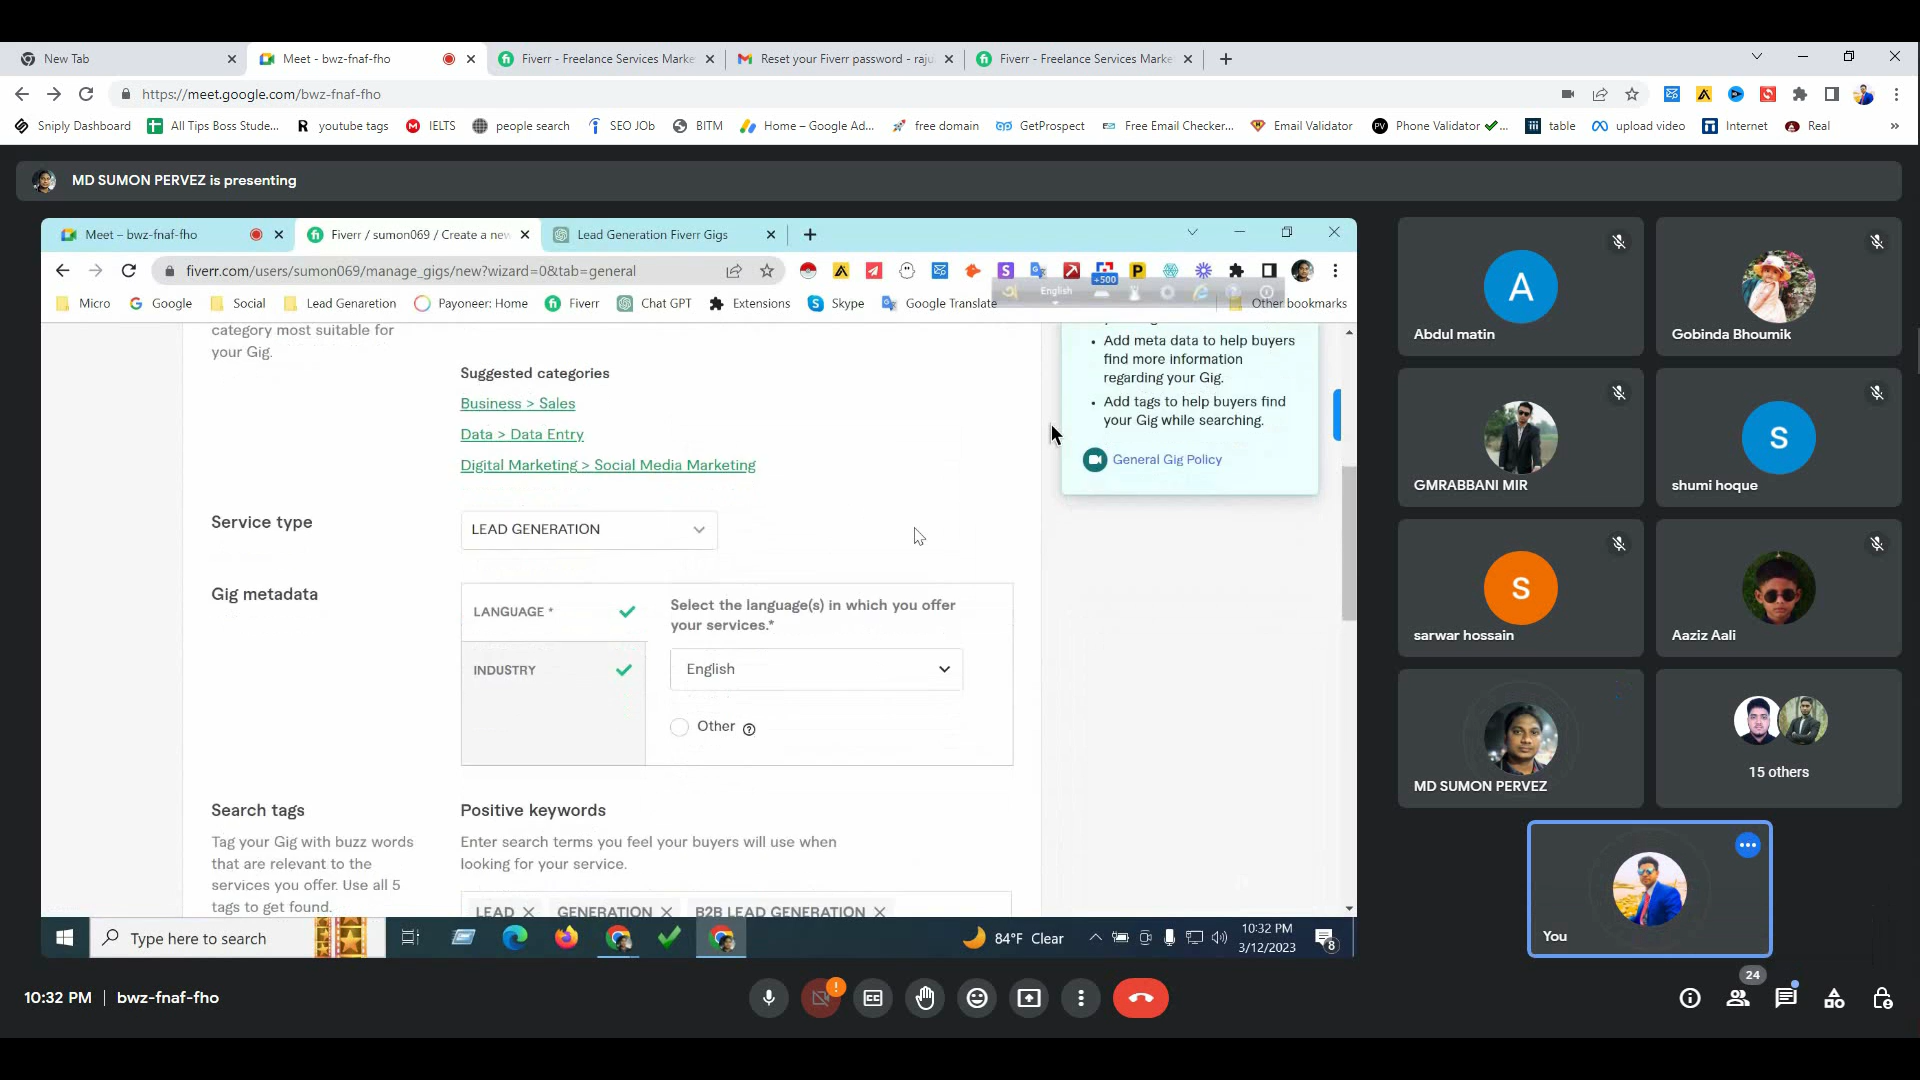 New Tab
Meet - bwz-fnaf-fho
Fiverr - Freelance Services Marke
Reset your Fiverr password - raju
Fiverr - Freelance Services Marke
https://meet.google.com/bwz-fnaf-fho
Sniply Dashboard
All Tips Boss Stude...
youtube tags
IELTS
people search
SEO JOb
BITM
Home – Google Ad...
free domain
GetProspect
Free Email Checker...
Email Validator
Phone Validator ✔...
table
upload video
Internet
Real
MD SUMON PERVEZ is presenting
Meet – bwz-fnaf-fho
Fiverr / sumon069 / Create a new
Lead Generation Fiverr Gigs
fiverr.com/users/sumon069/manage_gigs/new?wizard=0&tab=general
+500
Micro
Google
Social
Lead Genaretion
Payoneer: Home
Fiverr
Chat GPT
Extensions
Skype
Google Translate
English
Other bookmarks
category most suitable for
your Gig.
Suggested categories
Business > Sales
Data > Data Entry
Digital Marketing > Social Media Marketing
• Add meta data to help buyers
find more information
regarding your Gig.
• Add tags to help buyers find
your Gig while searching.
General Gig Policy
Service type
LEAD GENERATION
Gig metadata
LANGUAGE *
INDUSTRY
Select the language(s) in which you offer
your services.*
English
Other
Search tags
Tag your Gig with buzz words
that are relevant to the
services you offer. Use all 5
tags to get found.
Positive keywords
Enter search terms you feel your buyers will use when
looking for your service.
LEAD
GENERATION
B2B LEAD GENERATION
Type here to search
84°F Clear
10:32 PM
3/12/2023
8
A
Abdul matin
Gobinda Bhoumik
GMRABBANI MIR
S
shumi hoque
S
sarwar hossain
Aaziz Aali
MD SUMON PERVEZ
15 others
You
10:32 PM | bwz-fnaf-fho
24